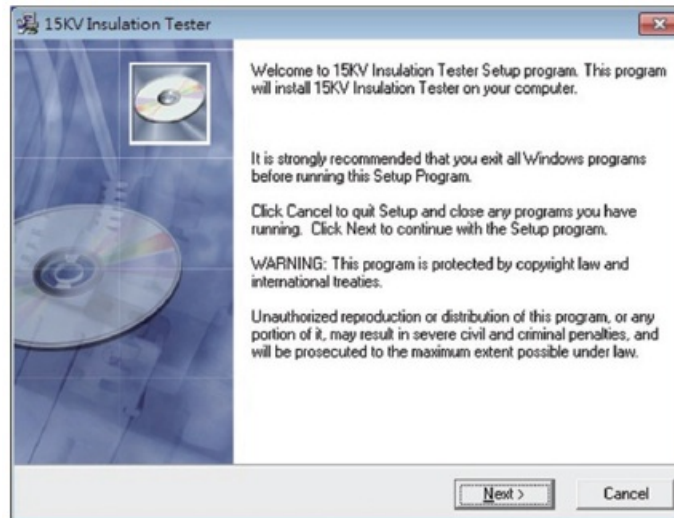 15KV Insulation Tester
Welcome to 15KV Insulation Tester Setup program. This program
will install 15KV Insulation Tester on your computer.
It is strongly recommended that you exit all Windows programs
before running this Setup Program.
Click Cancel to quit Setup and close any programs you have
running. Click Next to continue with the Setup program.
WARNING: This program is protected by copyright law and
international treaties.
Unauthorized reproduction or distribution of this program, or any
portion of it, may result in severe civil and criminal penalties, and
will be prosecuted to the maximum extent possible under law.
Next >
Cancel